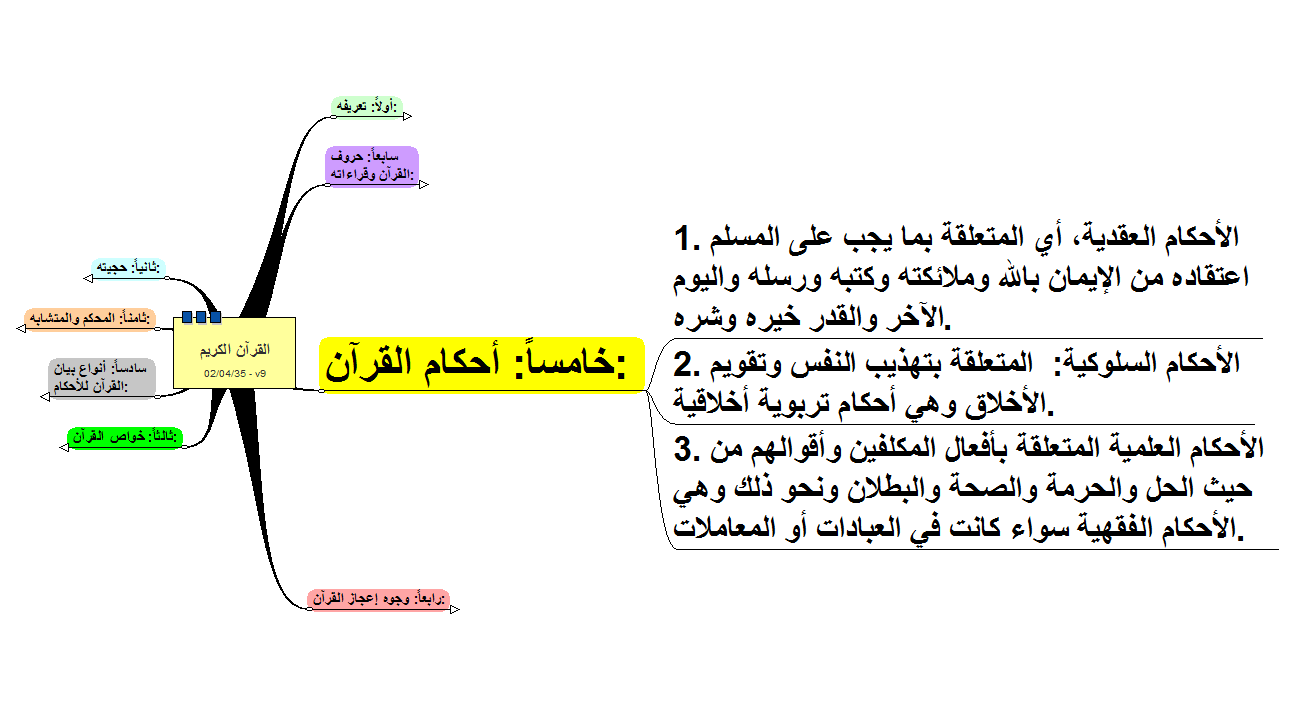 أولاً: تعريفه:
سابعاً: حروف
القرآن وقراءاته:
ثانياً: حجيته:
ثامناً: المحكم والمتشابه:
سادساً: أنواع بيان
القرآن للأحكام:
ثالثاً: خواص القرآن:
القرآن الكريم
02/04/35 - v9
خامساً: أحكام القرآن:
1. الأحكام العقدية، أي المتعلقة بما يجب على المسلم
اعتقاده من الإيمان بالله وملائكته وكتبه ورسله واليوم
الآخر والقدر خيره وشره.
2. الأحكام السلوكية: المتعلقة بتهذيب النفس وتقويم
الأخلاق وهي أحكام تربوية أخلاقية.
3. الأحكام العلمية المتعلقة بأفعال المكلفين وأقوالهم من
حيث الحل والحرمة والصحة والبطلان ونحو ذلك وهي
الأحكام الفقهية سواء كانت في العبادات أو المعاملات.
رابعاً: وجوه إعجاز القرآن: